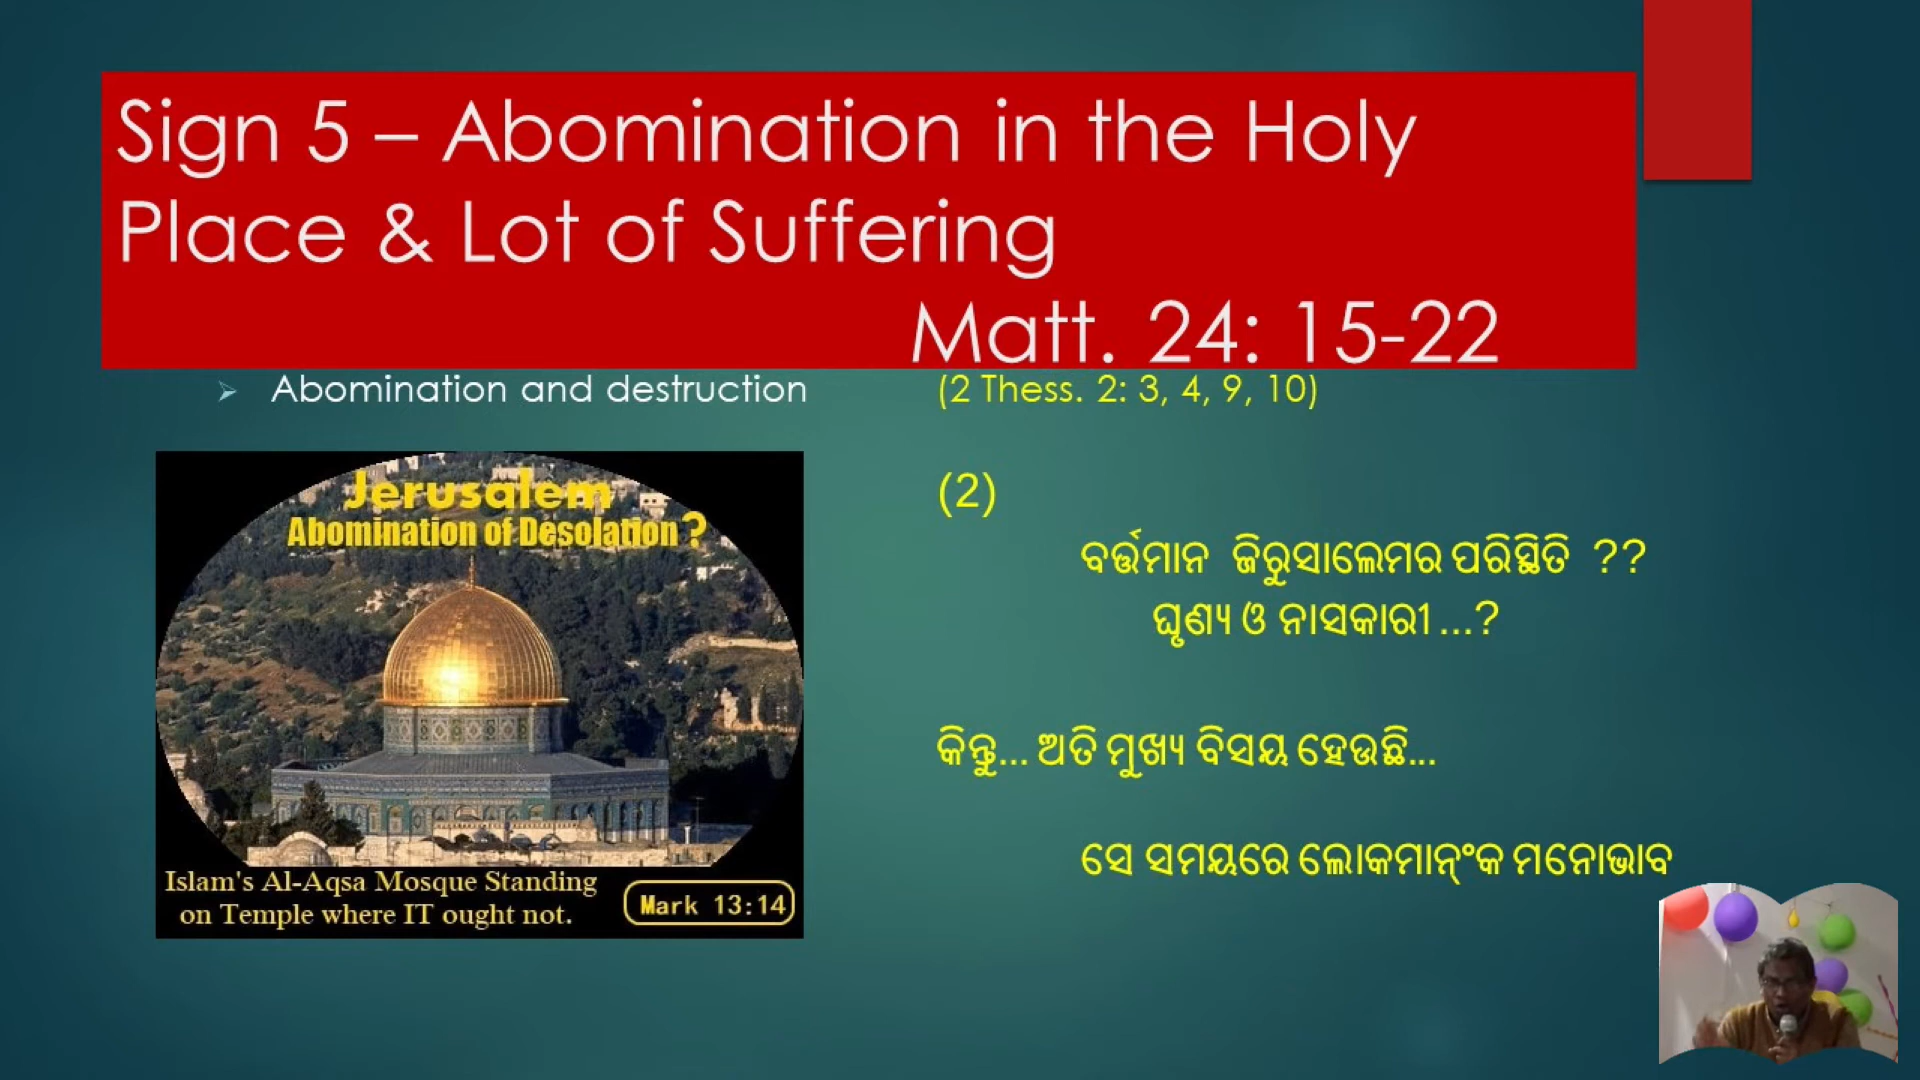 Sign 5 – Abomination in the Holy
Place & Lot of Suffering
Matt. 24: 15-22
Abomination and destruction (2 Thess. 2: 3, 4, 9, 10)
Jerusalem
Abomination of Desolation?
Islam's Al-Aqsa Mosque Standing
on Temple where IT ought not.
Mark 13:14
(2)
ବର୍ତ୍ତମାନ ଜିରୁସାଲେମର ପରିସ୍ଥିତି ??
ଘୃଣ୍ୟ ଓ ନାସକାରୀ ...?
କିନ୍ତୁ... ଅତି ମୁଖ୍ୟ ବିସୟ ହେଉଛି...
ସେ ସମୟରେ ଲୋକମାନ୍ଂକ ମନୋଭାବ